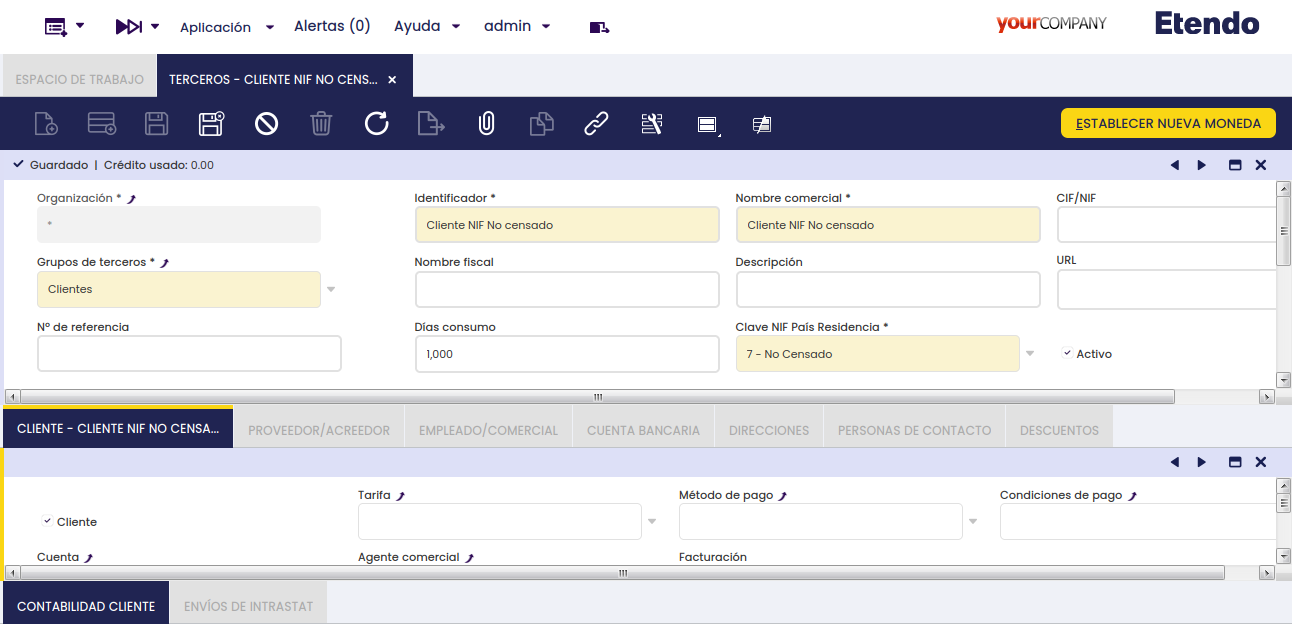 Aplicación Alertas (0) Ayuda admin yourCOMPANY Etendo
ESPACIO DE TRABAJO TERCEROS - CLIENTE NIF NO CENS...
ESTABLECER NUEVA MONEDA
Guardado | Crédito usado: 0.00
Organización * Identificador * Nombre comercial * CIF/NIF
* Cliente NIF No censado Cliente NIF No censado
Grupos de terceros * Nombre fiscal Descripción URL
Clientes
Nº de referencia Días consumo Clave NIF País Residencia *
1,000 7 - No Censado Activo
CLIENTE - CLIENTE NIF NO CENSA... PROVEEDOR/ACREEDOR EMPLEADO/COMERCIAL CUENTA BANCARIA DIRECCIONES PERSONAS DE CONTACTO DESCUENTOS
Tarifa Método de pago Condiciones de pago
Cliente
Cuenta Agente comercial Facturación
CONTABILIDAD CLIENTE ENVÍOS DE INTRASTAT